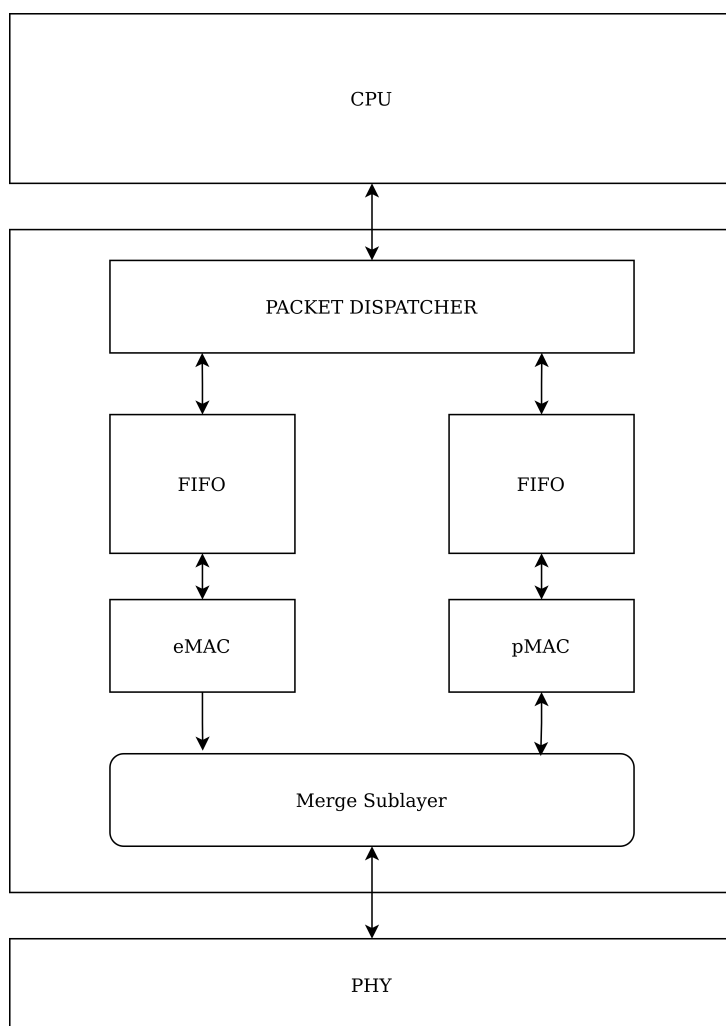 CPU
PACKET DISPATCHER
FIFO
FIFO
eMAC
pMAC
Merge Sublayer
PHY